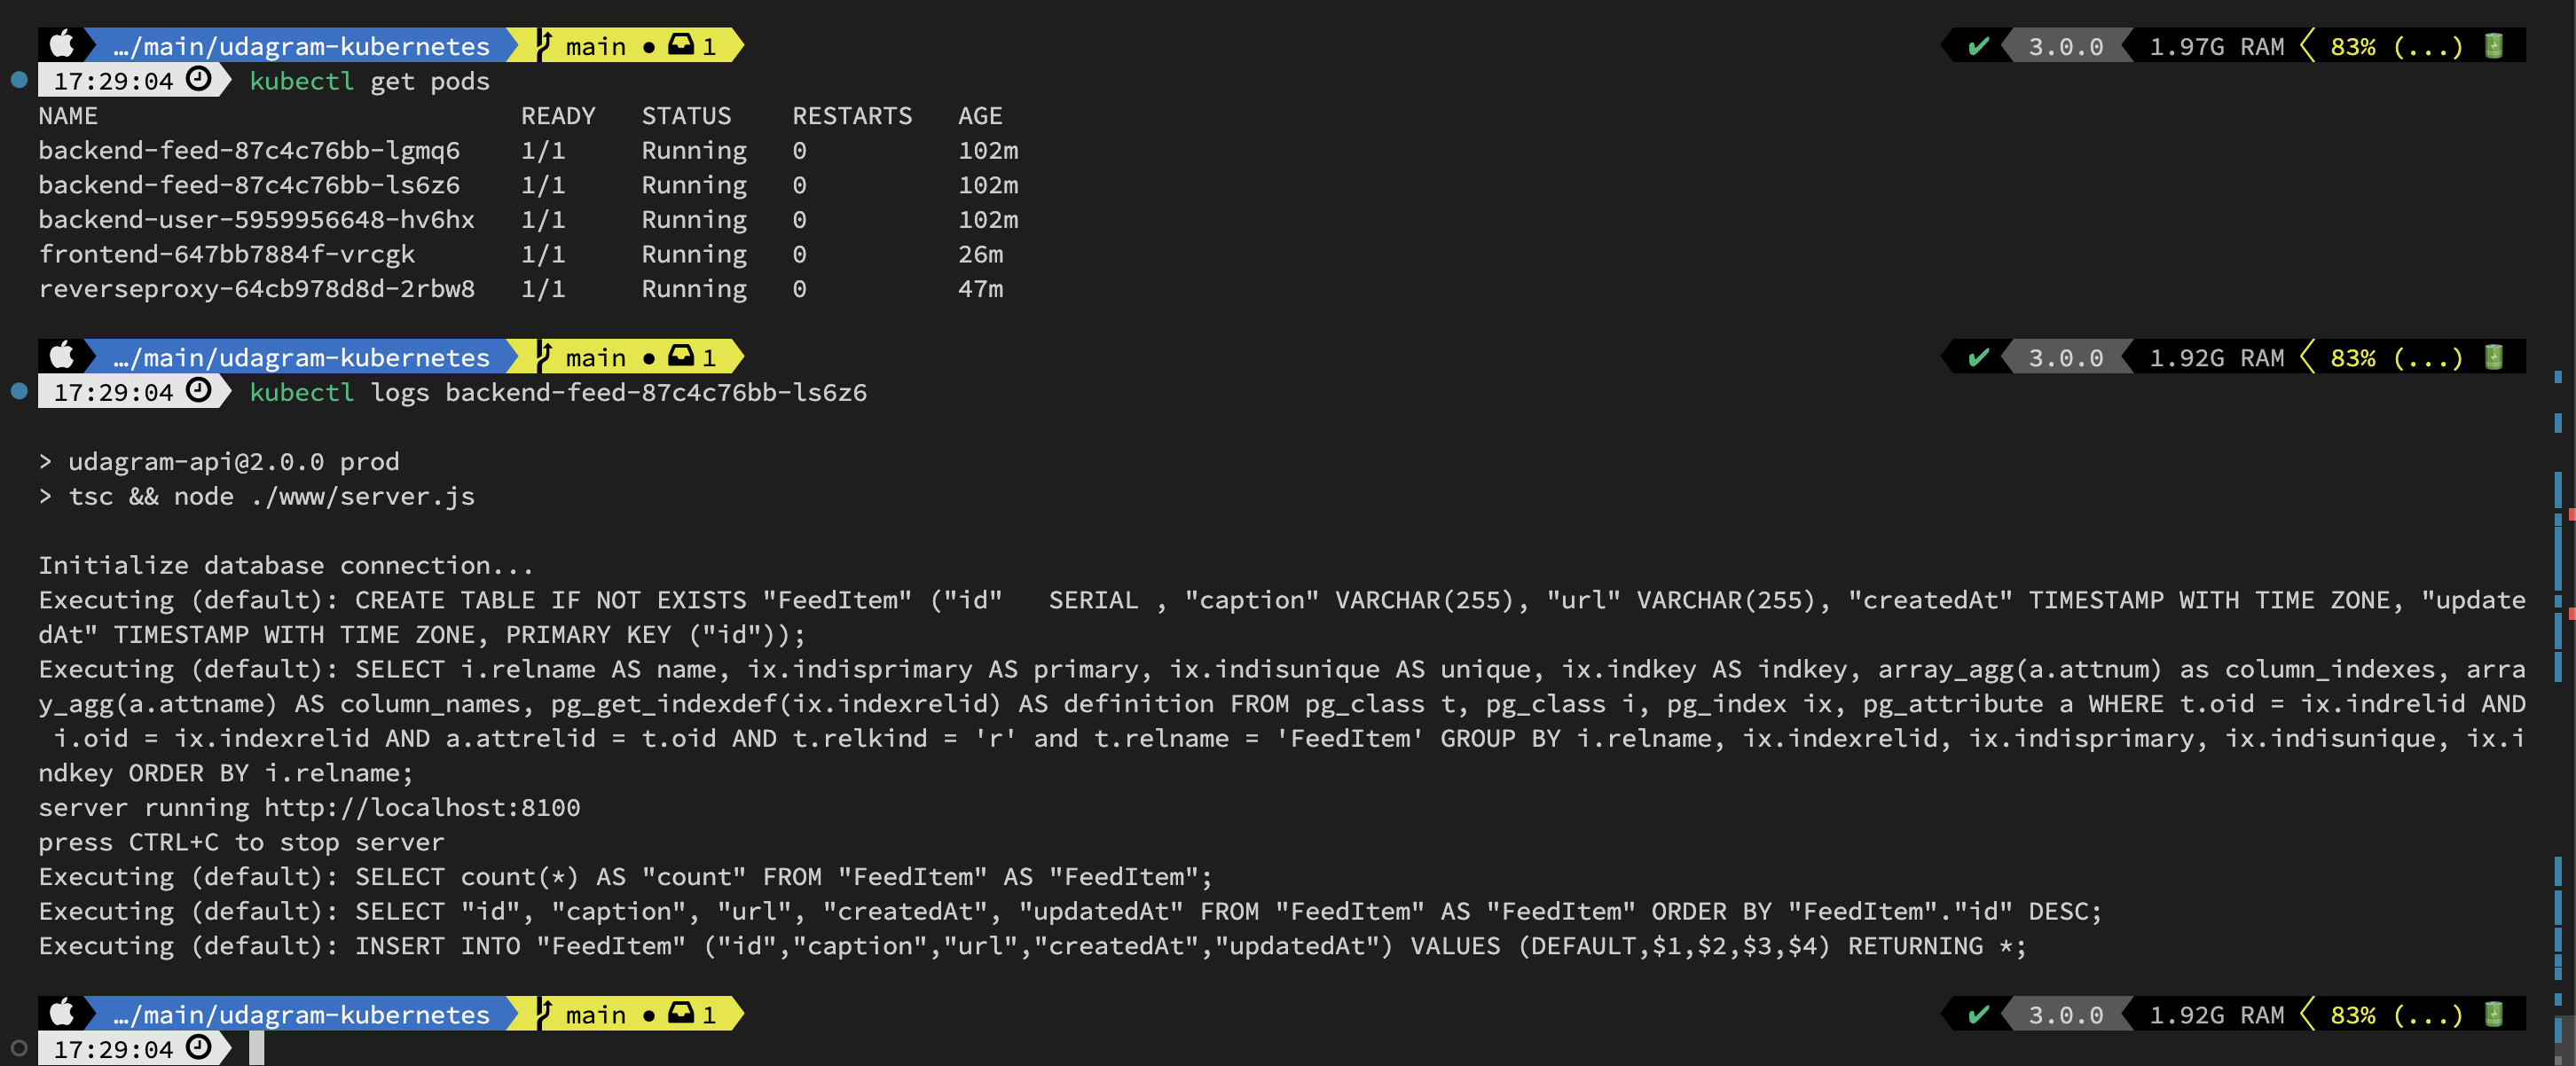 …/main/udagram-kubernetes main ● 1 ✔ 3.0.0 1.97G RAM 83% (...)
17:29:04 kubectl get pods
NAME READY STATUS RESTARTS AGE
backend-feed-87c4c76bb-lgmq6 1/1 Running 0 102m
backend-feed-87c4c76bb-ls6z6 1/1 Running 0 102m
backend-user-5959956648-hv6hx 1/1 Running 0 102m
frontend-647bb7884f-vrcgk 1/1 Running 0 26m
reverseproxy-64cb978d8d-2rbw8 1/1 Running 0 47m
…/main/udagram-kubernetes main ● 1 ✔ 3.0.0 1.92G RAM 83% (...)
17:29:04 kubectl logs backend-feed-87c4c76bb-ls6z6
> udagram-api@2.0.0 prod
> tsc && node ./www/server.js
Initialize database connection...
Executing (default): CREATE TABLE IF NOT EXISTS "FeedItem" ("id"   SERIAL , "caption" VARCHAR(255), "url" VARCHAR(255), "createdAt" TIMESTAMP WITH TIME ZONE, "update
dAt" TIMESTAMP WITH TIME ZONE, PRIMARY KEY ("id"));
Executing (default): SELECT i.relname AS name, ix.indisprimary AS primary, ix.indisunique AS unique, ix.indkey AS indkey, array_agg(a.attnum) as column_indexes, arra
y_agg(a.attname) AS column_names, pg_get_indexdef(ix.indexrelid) AS definition FROM pg_class t, pg_class i, pg_index ix, pg_attribute a WHERE t.oid = ix.indrelid AND
 i.oid = ix.indexrelid AND a.attrelid = t.oid AND t.relkind = 'r' and t.relname = 'FeedItem' GROUP BY i.relname, ix.indexrelid, ix.indisprimary, ix.indisunique, ix.i
ndkey ORDER BY i.relname;
server running http://localhost:8100
press CTRL+C to stop server
Executing (default): SELECT count(*) AS "count" FROM "FeedItem" AS "FeedItem";
Executing (default): SELECT "id", "caption", "url", "createdAt", "updatedAt" FROM "FeedItem" AS "FeedItem" ORDER BY "FeedItem"."id" DESC;
Executing (default): INSERT INTO "FeedItem" ("id","caption","url","createdAt","updatedAt") VALUES (DEFAULT,$1,$2,$3,$4) RETURNING *;
…/main/udagram-kubernetes main ● 1 ✔ 3.0.0 1.92G RAM 83% (...)
17:29:04